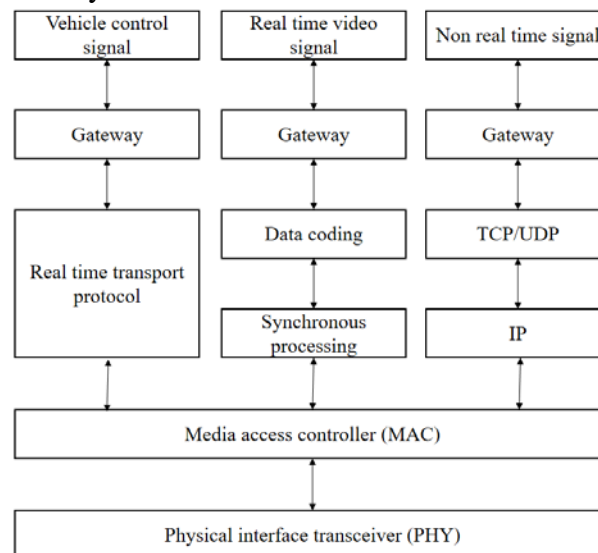 Vehicle control
signal
Real time video
signal
Non real time signal
Gateway
Gateway
Gateway
Real time transport
protocol
Data coding
TCP/UDP
Synchronous
processing
IP
Media access controller (MAC)
Physical interface transceiver (PHY)